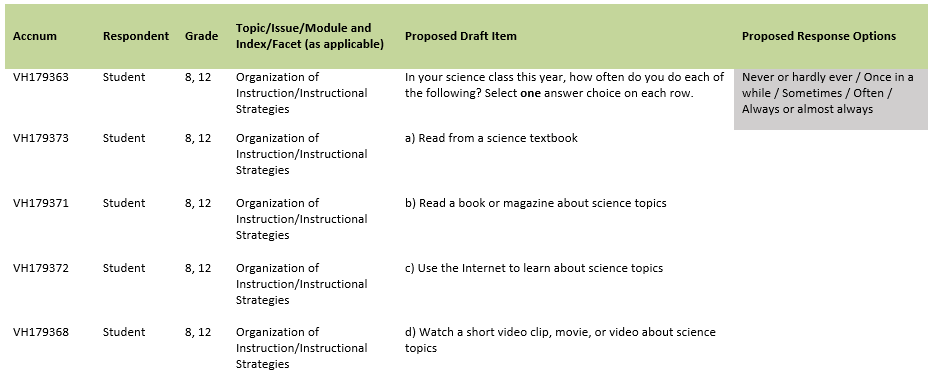 Accnum Respondent Grade Topic/Issue/Module and Index/Facet (as applicable) Proposed Draft Item Proposed Response Options
VH179363 Student 8, 12 Organization of In your science class this year, how often do you do each of Never or hardly ever / Once in a
Instruction/Instructional the following? Select one answer choice on each row. while / Sometimes / Often /
Strategies Always or almost always
VH179373 Student 8, 12 Organization of a) Read from a science textbook
Instruction/Instructional
Strategies
VH179371 Student 8, 12 Organization of b) Read a book or magazine about science topics
Instruction/Instructional
Strategies
VH179372 Student 8, 12 Organization of c) Use the Internet to learn about science topics
Instruction/Instructional
Strategies
VH179368 Student 8, 12 Organization of d) Watch a short video clip, movie, or video about science
Instruction/Instructional topics
Strategies